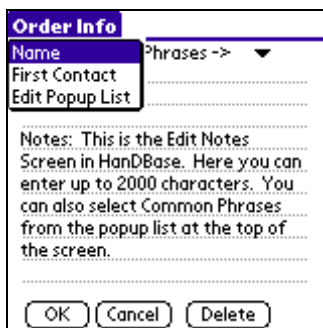 Order Info
Name Phrases ->
First Contact
Edit Popup List
Notes: This is the Edit Notes
Screen in HanDBase. Here you can
enter up to 2000 characters. You
can also select Common Phrases
from the popup list at the top of
the screen.
OK Cancel Delete